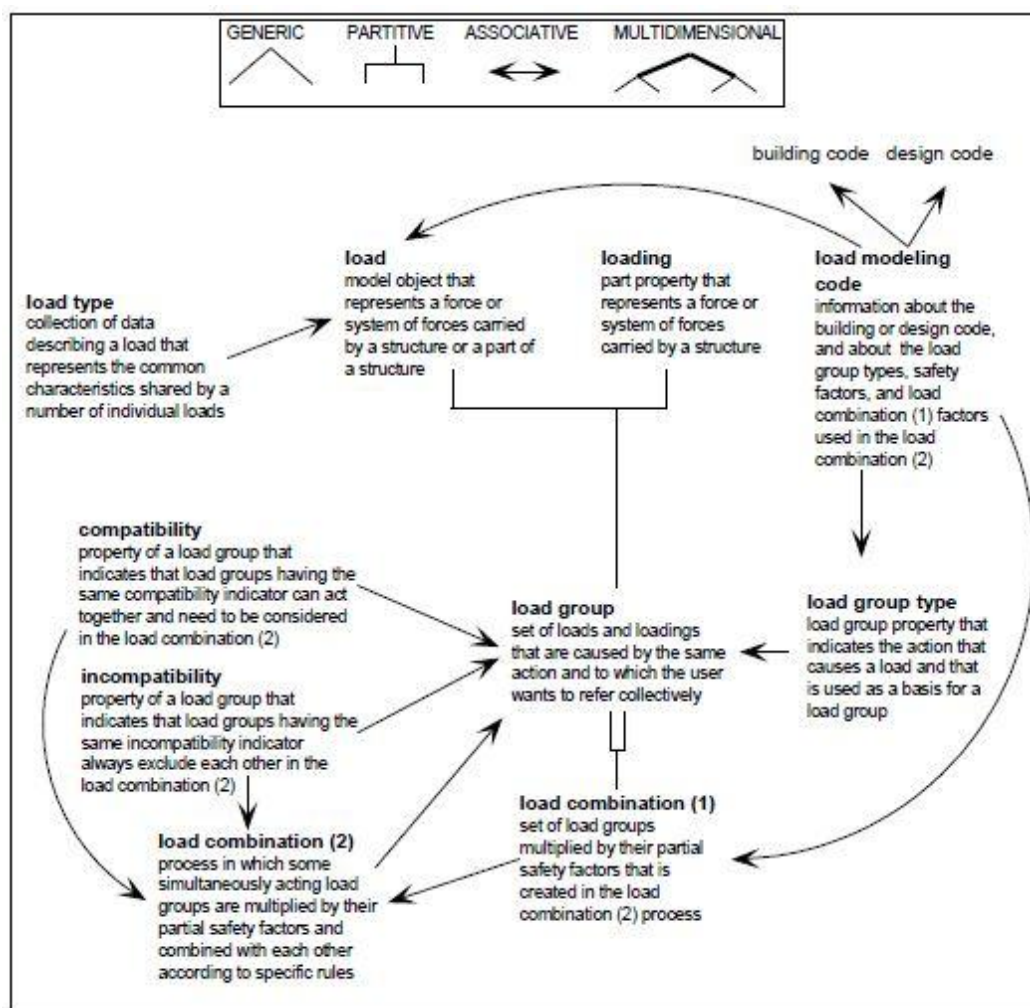 GENERIC PARTITIVE ASSOCIATIVE MULTIDIMENSIONAL
building code design code
load
model object that
represents a force or
system of forces carried
by a structure or a part of
a structure
loading
part property that
represents a force or
system of forces
carried by a structure
load modeling
code
information about the
building or design code,
and about the load
group types, safety
factors, and load
combination (1) factors
used in the load
combination (2)
load type
collection of data
describing a load that
represents the common
characteristics shared by a
number of individual loads
compatibility
property of a load group that
indicates that load groups having the
same compatibility indicator can act
together and need to be considered
in the load combination (2)
incompatibility
property of a load group that
indicates that load groups having the
same incompatibility indicator
always exclude each other in the
load combination (2)
load group
set of loads and loadings
that are caused by the same
action and to which the user
wants to refer collectively
load group type
load group property that
indicates the action that
causes a load and that
is used as a basis for a
load group
load combination (2)
process in which some
simultaneously acting load
groups are multiplied by their
partial safety factors and
combined with each other
according to specific rules
load combination (1)
set of load groups
multiplied by their partial
safety factors that is
created in the load
combination (2) process